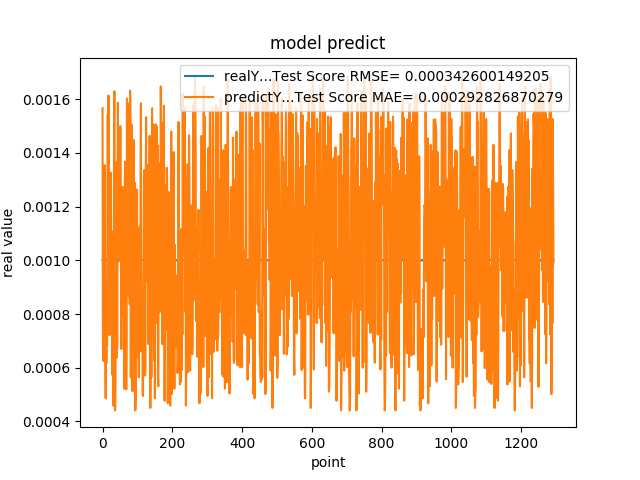 model predict
realY...Test Score RMSE= 0.000342600149205
predictY...Test Score MAE= 0.000292826870279
0.0016
0.0014
0.0012
0.0010
0.0008
0.0006
0.0004
real value
0 200 400 600 800 1000 1200
point